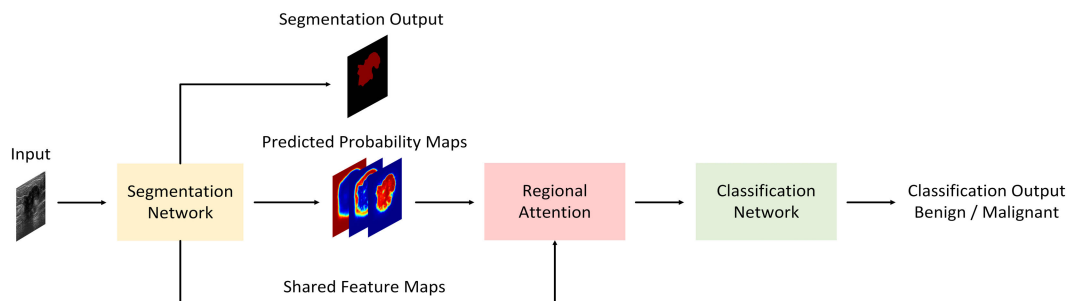 Segmentation Output
Predicted Probability Maps
Input
Segmentation
Network
Regional
Attention
Classification
Network
Classification Output
Benign / Malignant
Shared Feature Maps